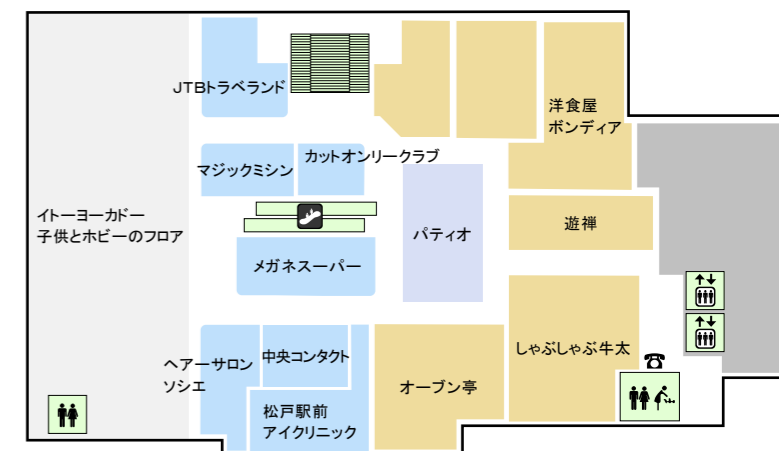 JTBトラベランド
洋食屋
ボンディア
マジックミシン
カットオンリークラブ
イトーヨーカドー
子供とホビーのフロア
パティオ
遊禅
メガネスーパー
ヘアーサロン
ソシエ
中央コンタクト
しゃぶしゃぶ牛太
オーブン亭
松戸駅前
アイクリニック